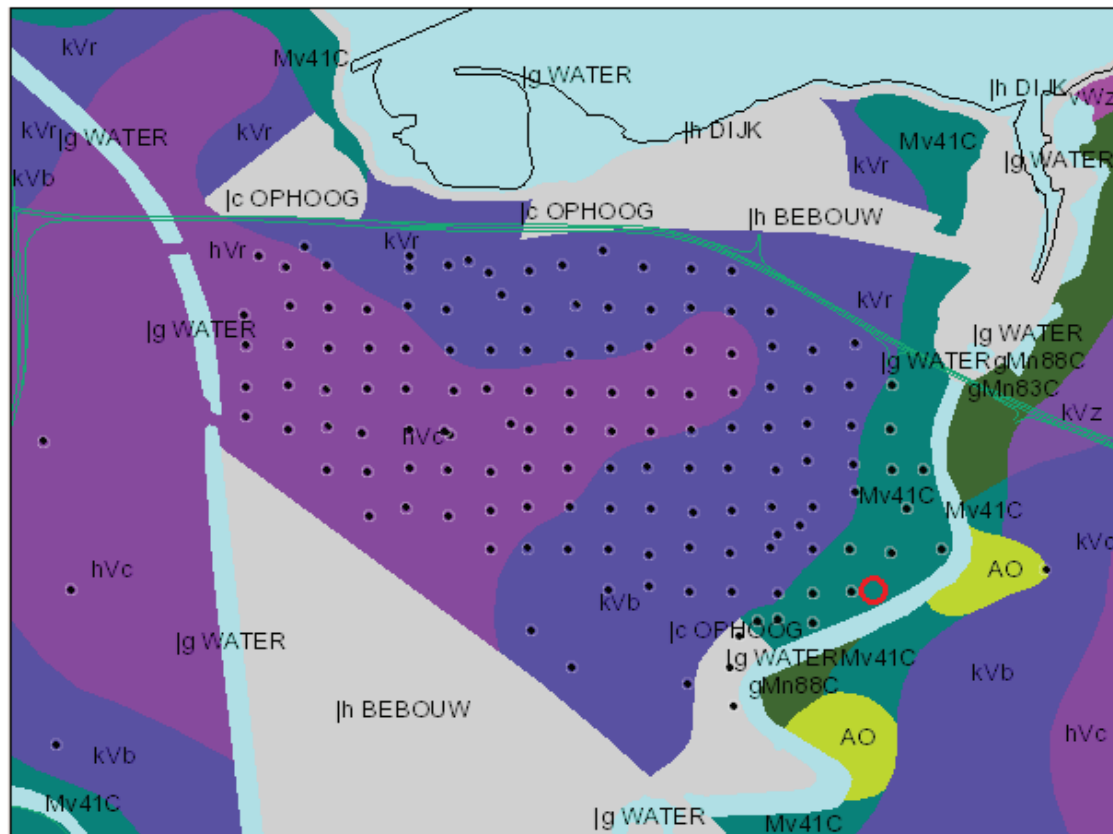 kVr
Mv41C
|g WATER
|h DIJK
vWz
kVr
|g WATER
kVr
|h DIJK
Mv41C
|g WATER
kVr
kVb
|c OPHOOG
|c OPHOOG
|h BEBOUW
hVr
kVr
kVr
|g WATER
|g WATER
|g WATER
gMn88C
gMn83C
kVz
hVc
Mv41C
Mv41C
hVc
AO
kVb
|c OPHOOG
|g WATER
|g WATER
Mv41C
kVb
gMn88C
|h BEBOUW
AO
hVc
kVb
Mv41C
|g WATER
Mv41C